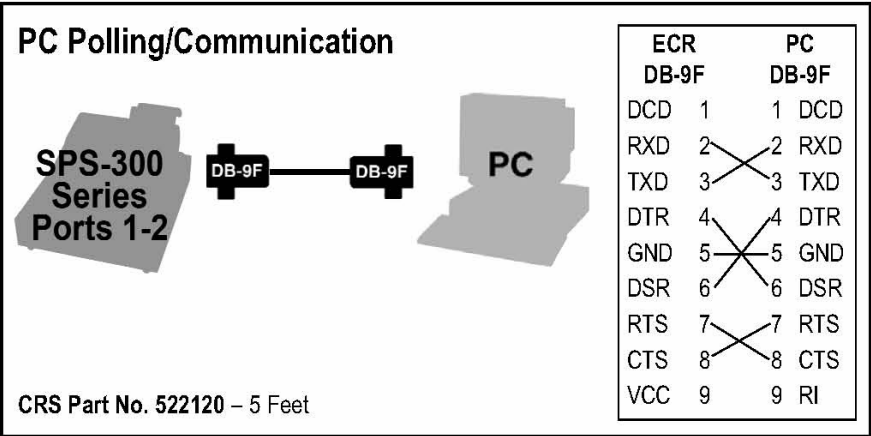 PC Polling/Communication
SPS-300
Series
Ports 1-2
DB-9F
DB-9F
PC
CRS Part No. 522120 – 5 Feet
ECR PC
DB-9F DB-9F
DCD 1 1 DCD
RXD 2 2 RXD
TXD 3 3 TXD
DTR 4 4 DTR
GND 5 5 GND
DSR 6 6 DSR
RTS 7 7 RTS
CTS 8 8 CTS
VCC 9 9 RI